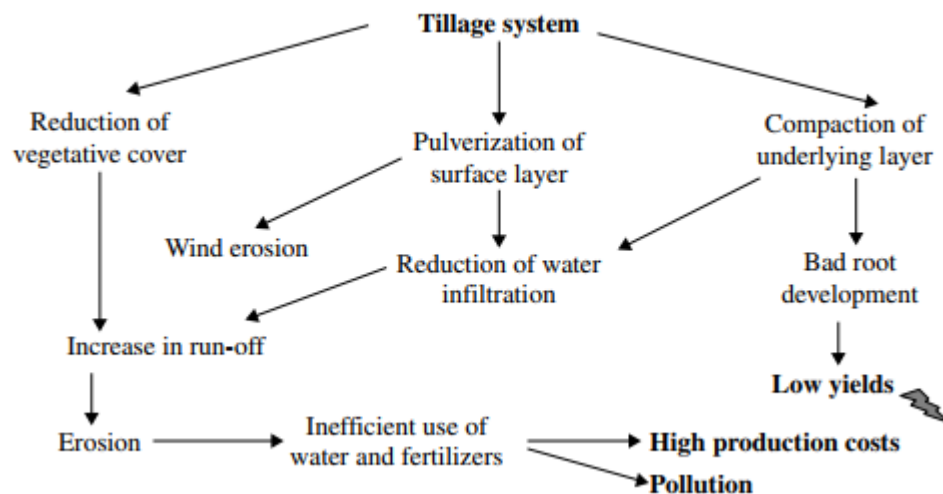 Tillage system
Reduction of
vegetative cover
Pulverization of
surface layer
Compaction of
underlying layer
Wind erosion
Reduction of water
infiltration
Bad root
development
Increase in run-off
Low yields
Erosion
Inefficient use of
water and fertilizers
High production costs
Pollution